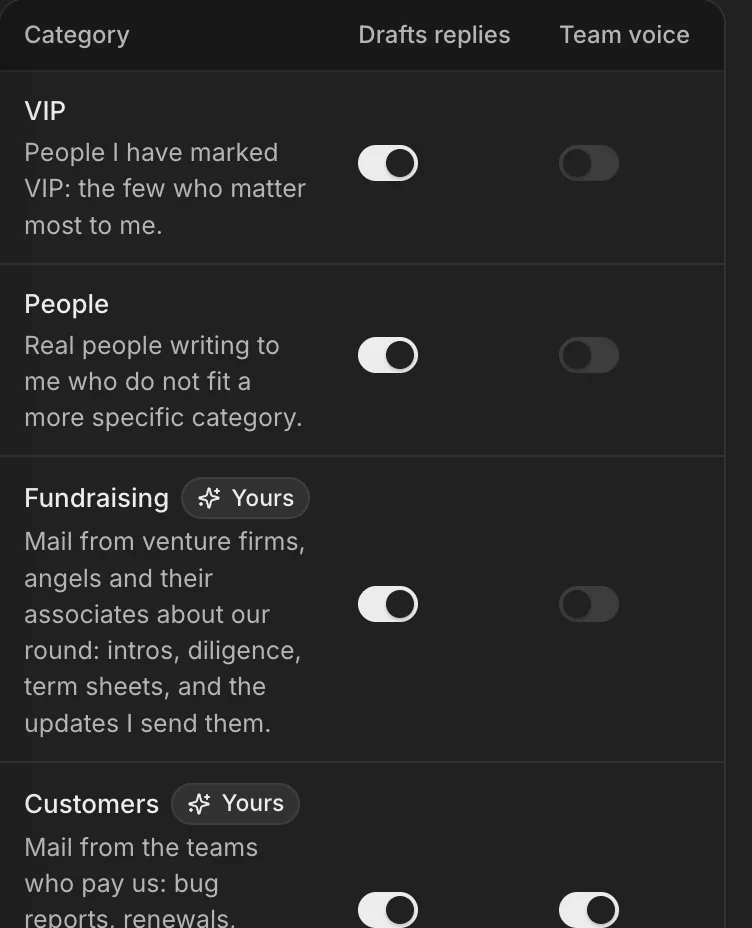 Category Drafts replies Team voice
VIP
People I have marked
VIP: the few who matter
most to me.
People
Real people writing to
me who do not fit a
more specific category.
Fundraising Yours
Mail from venture firms,
angels and their
associates about our
round: intros, diligence,
term sheets, and the
updates I send them.
Customers Yours
Mail from the teams
who pay us: bug
reports, renewals,